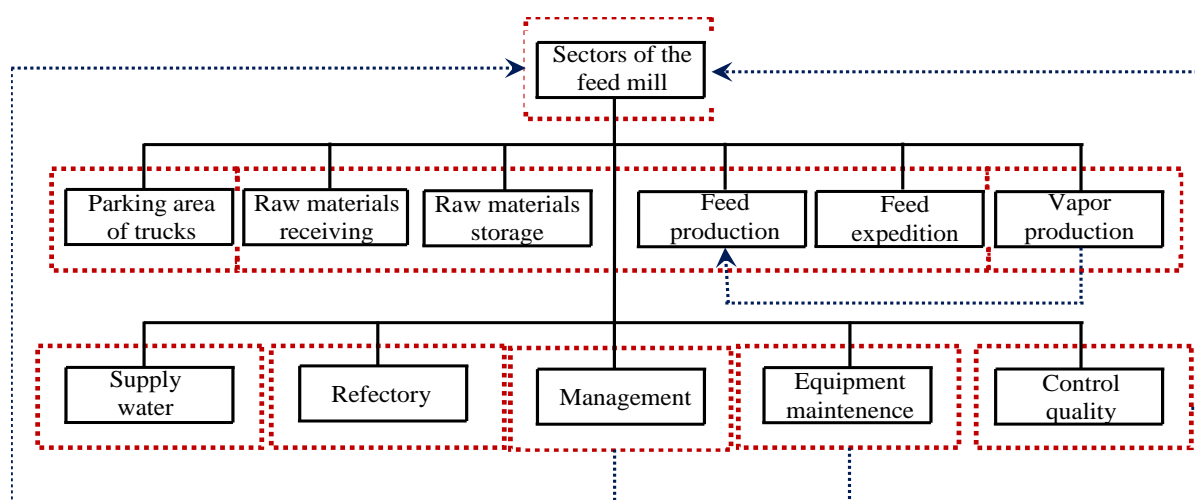 Sectors of the
feed mill
Parking area
of trucks
Raw materials
receiving
Raw materials
storage
Feed
production
Feed
expedition
Vapor
production
Supply
water
Refectory
Management
Equipment
maintenence
Control
quality